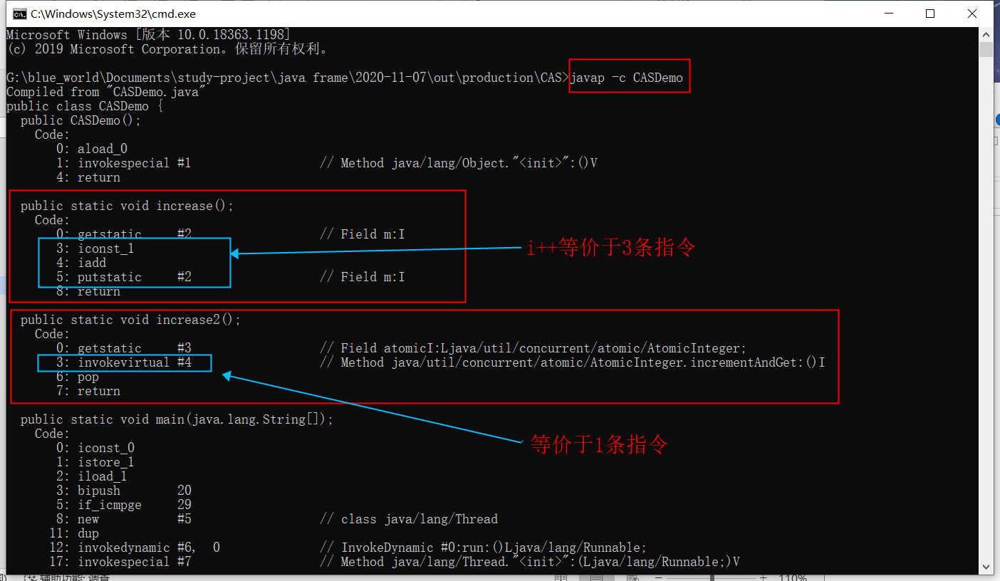 C:\Windows\System32\cmd.exe
Microsoft Windows [版本 10.0.18363.1198]
(c) 2019 Microsoft Corporation。保留所有权利。
G:\blue_world\Documents\study-project\java frame\2020-11-07\out\production\CAS>javap -c CASDemo
Compiled from "CASDemo.java"
public class CASDemo {
  public CASDemo();
    Code:
       0: aload_0
       1: invokespecial #1                  // Method java/lang/Object."<init>":()V
       4: return
  public static void increase();
    Code:
       0: getstatic     #2                  // Field m:I
       3: iconst_1
i++等价于3条指令
       4: iadd
       5: putstatic     #2                  // Field m:I
       8: return
  public static void increase2();
    Code:
       0: getstatic     #3                  // Field atomicI:Ljava/util/concurrent/atomic/AtomicInteger;
       3: invokevirtual #4                  // Method java/util/concurrent/atomic/AtomicInteger.incrementAndGet:()I
       6: pop
       7: return
  public static void main(java.lang.String[]);
    Code:
等价于1条指令
       0: iconst_0
       1: istore_1
       2: iload_1
       3: bipush        20
       5: if_icmpge     29
       8: new           #5                  // class java/lang/Thread
      11: dup
      12: invokedynamic #6,  0              // InvokeDynamic #0:run:()Ljava/lang/Runnable;
      17: invokespecial #7                  // Method java/lang/Thread."<init>":(Ljava/lang/Runnable;)V
辅助功能: 调查
110%